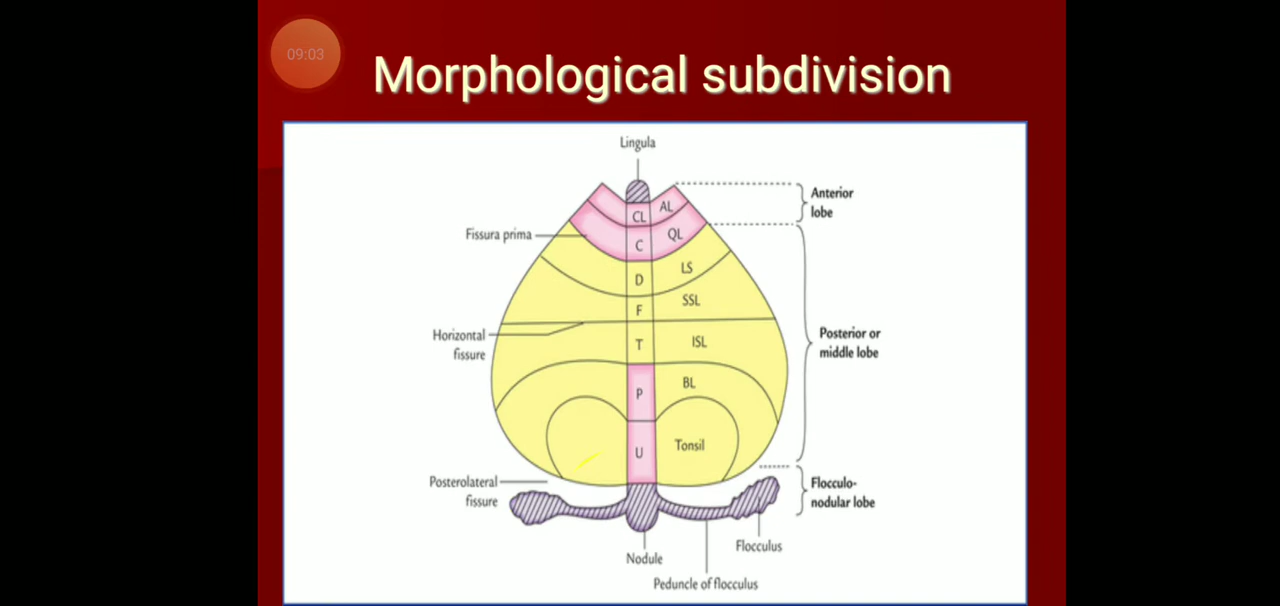 09:03
Morphological subdivision
Lingula
Anterior
lobe
CL
AL
Fissura prima
C
QL
D
LS
F
SSL
Horizontal
fissure
T
ISL
Posterior or
middle lobe
P
BL
U
Tonsil
Posterolateral
fissure
Flocculo-
nodular lobe
Nodule
Flocculus
Peduncle of flocculus